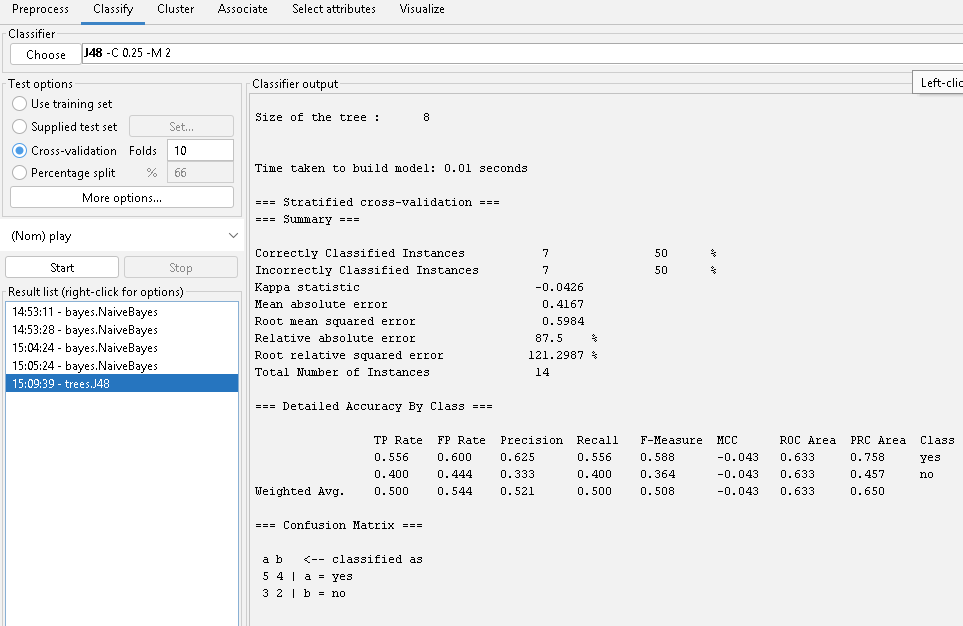 Preprocess Classify Cluster Associate Select attributes Visualize
Classifier
Choose J48 -C 0.25 -M 2
Test options
Use training set
Supplied test set Set...
Cross-validation Folds 10
Percentage split % 66
More options...
(Nom) play
Start Stop
Result list (right-click for options)
14:53:11 - bayes.NaiveBayes
14:53:28 - bayes.NaiveBayes
15:04:24 - bayes.NaiveBayes
15:05:24 - bayes.NaiveBayes
15:09:39 - trees.J48
Left-clic
Classifier output
Size of the tree : 8
Time taken to build model: 0.01 seconds
=== Stratified cross-validation ===
=== Summary ===
Correctly Classified Instances 7 50 %
Incorrectly Classified Instances 7 50 %
Kappa statistic -0.0426
Mean absolute error 0.4167
Root mean squared error 0.5984
Relative absolute error 87.5 %
Root relative squared error 121.2987 %
Total Number of Instances 14
=== Detailed Accuracy By Class ===
TP Rate FP Rate Precision Recall F-Measure MCC ROC Area PRC Area Class
0.556 0.600 0.625 0.556 0.588 -0.043 0.633 0.758 yes
0.400 0.444 0.333 0.400 0.364 -0.043 0.633 0.457 no
Weighted Avg. 0.500 0.544 0.521 0.500 0.508 -0.043 0.633 0.650
=== Confusion Matrix ===
a b <-- classified as
5 4 | a = yes
3 2 | b = no